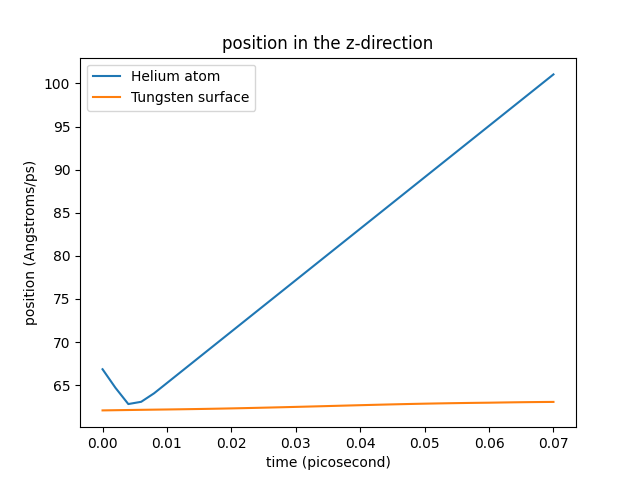 position in the z-direction
Helium atom
Tungsten surface
position (Angstroms/ps)
100
95
90
85
80
75
70
65
0.00 0.01 0.02 0.03 0.04 0.05 0.06 0.07
time (picosecond)